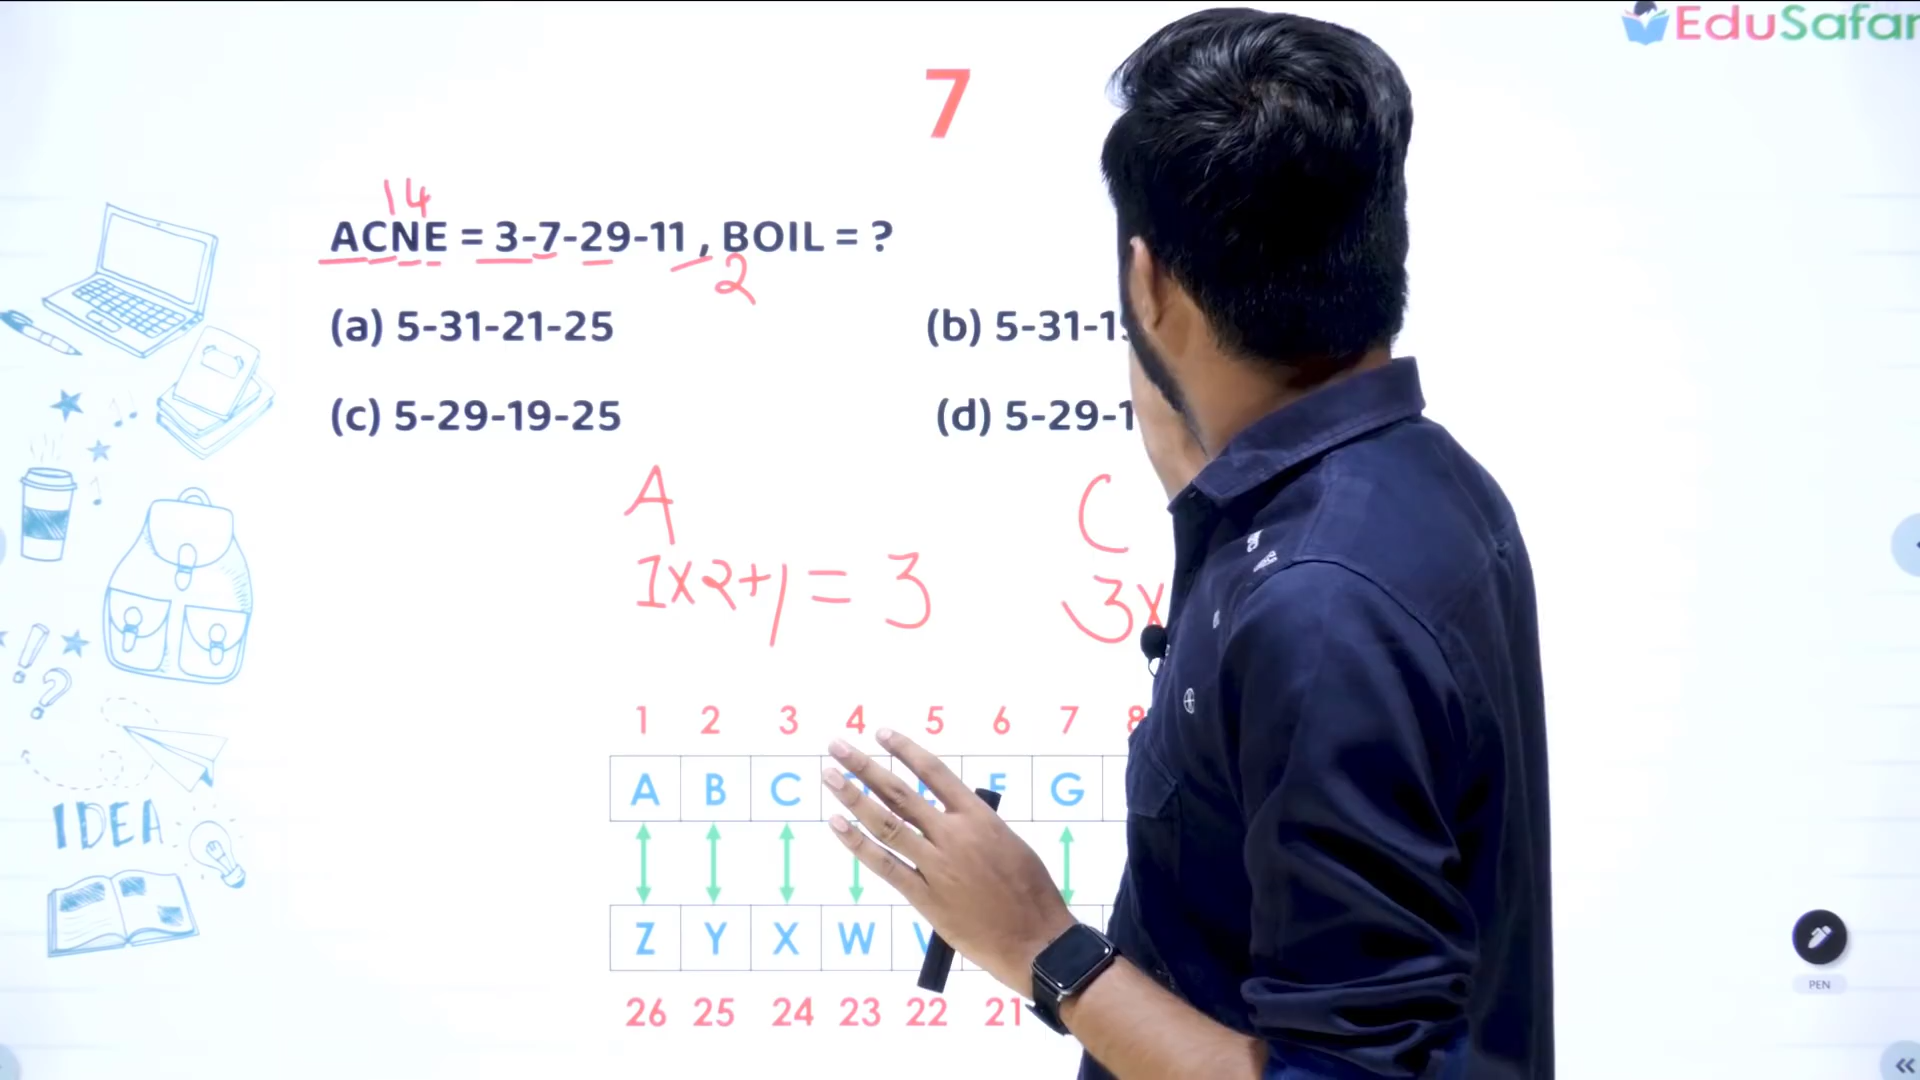 EduSafar
7
14
ACNE = 3-7-29-11 , BOIL = ?
2
(a) 5-31-21-25
(b) 5-31-1
(c) 5-29-19-25
(d) 5-29-1
A
C
1x2+1 = 3
3x
1 2 3 4 5 6 7 8
A B C G
Z Y X W
26 25 24 23 22 21
IDEA
PEN